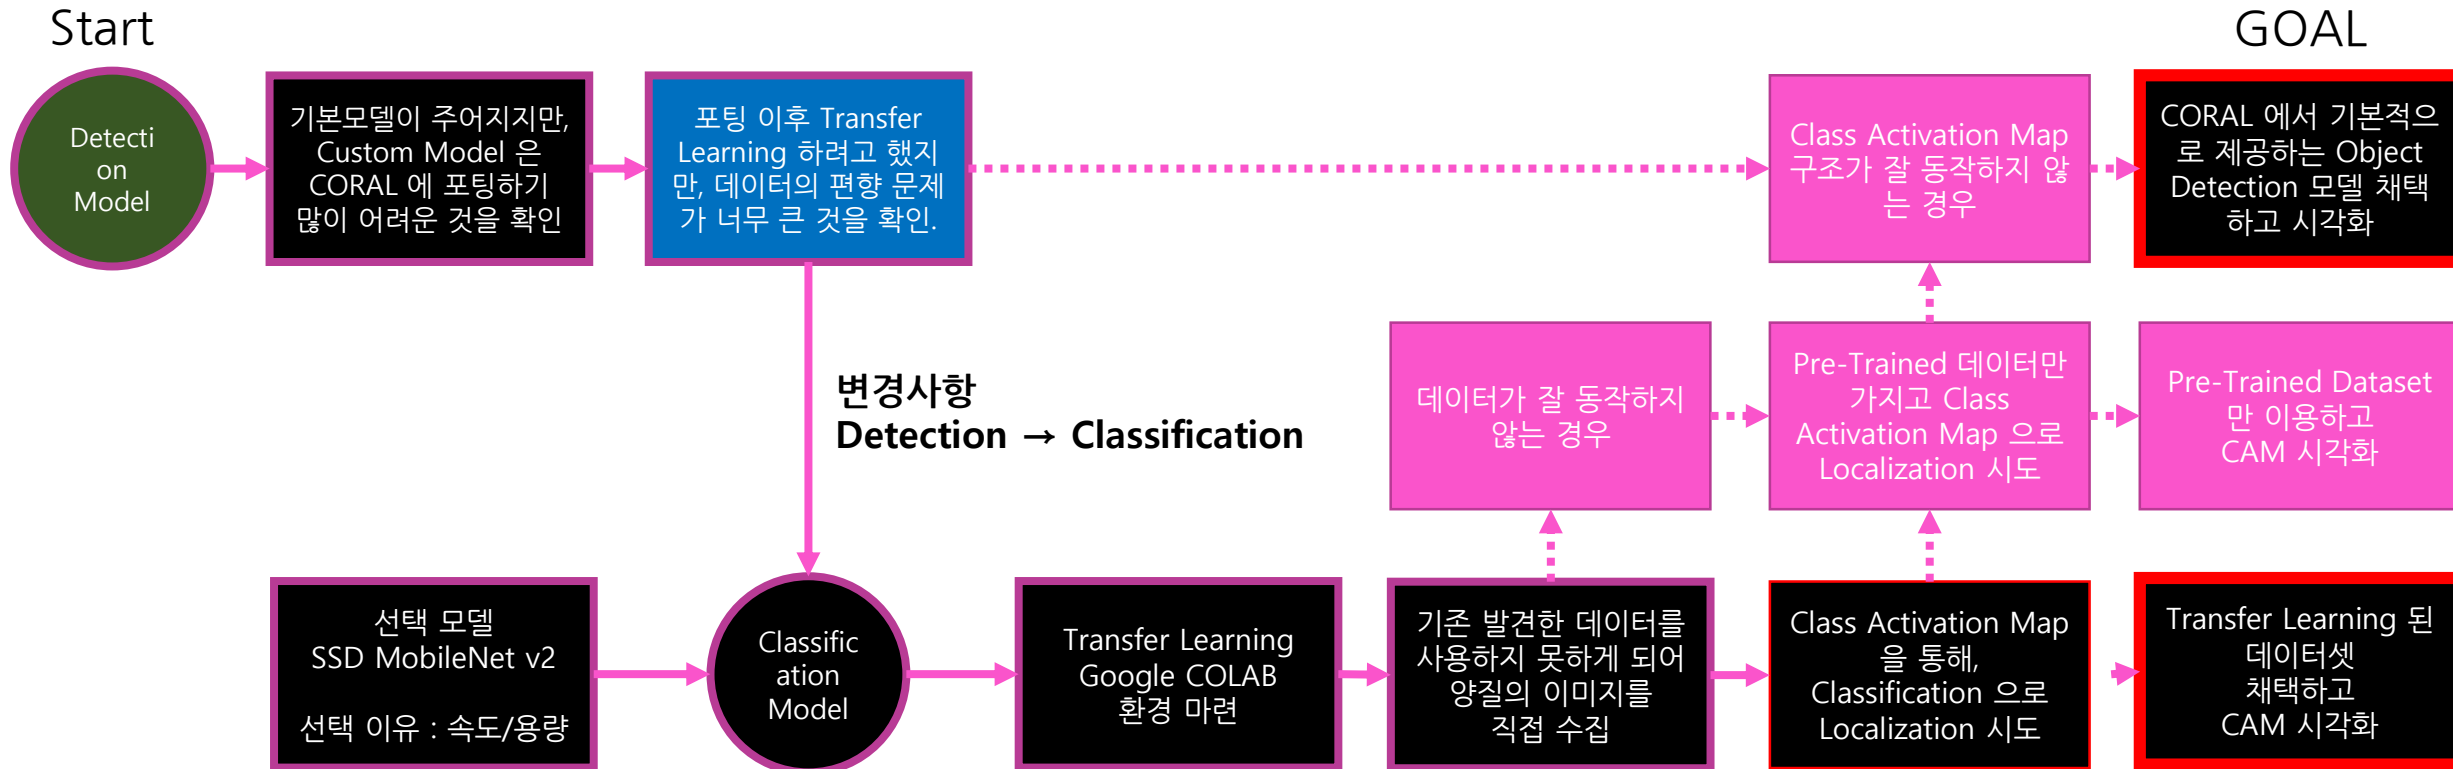 Start
GOAL
Detecti
on
Model
기본모델이 주어지지만,
Custom Model 은
CORAL 에 포팅하기
많이 어려운 것을 확인
포팅 이후 Transfer
Learning 하려고 했지
만, 데이터의 편향 문제
가 너무 큰 것을 확인.
Class Activation Map
구조가 잘 동작하지 않
는 경우
CORAL 에서 기본적으
로 제공하는 Object
Detection 모델 채택
하고 시각화
변경사항
Detection → Classification
데이터가 잘 동작하지
않는 경우
Pre-Trained 데이터만
가지고 Class
Activation Map 으로
Localization 시도
Pre-Trained Dataset
만 이용하고
CAM 시각화
선택 모델
SSD MobileNet v2
선택 이유 : 속도/용량
Classific
ation
Model
Transfer Learning
Google COLAB
환경 마련
기존 발견한 데이터를
사용하지 못하게 되어
양질의 이미지를
직접 수집
Class Activation Map
을 통해,
Classification 으로
Localization 시도
Transfer Learning 된
데이터셋
채택하고
CAM 시각화